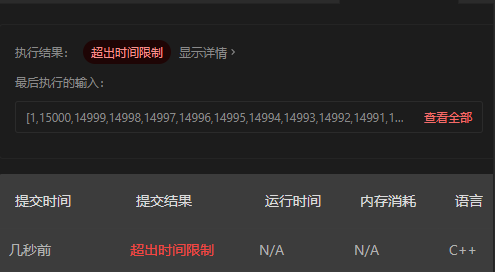 执行结果： 超出时间限制 显示详情 ›
最后执行的输入：
[1,15000,14999,14998,14997,14996,14995,14994,14993,14992,14991,1... 查看全部
提交时间 提交结果 运行时间 内存消耗 语言
几秒前 超出时间限制 N/A N/A C++